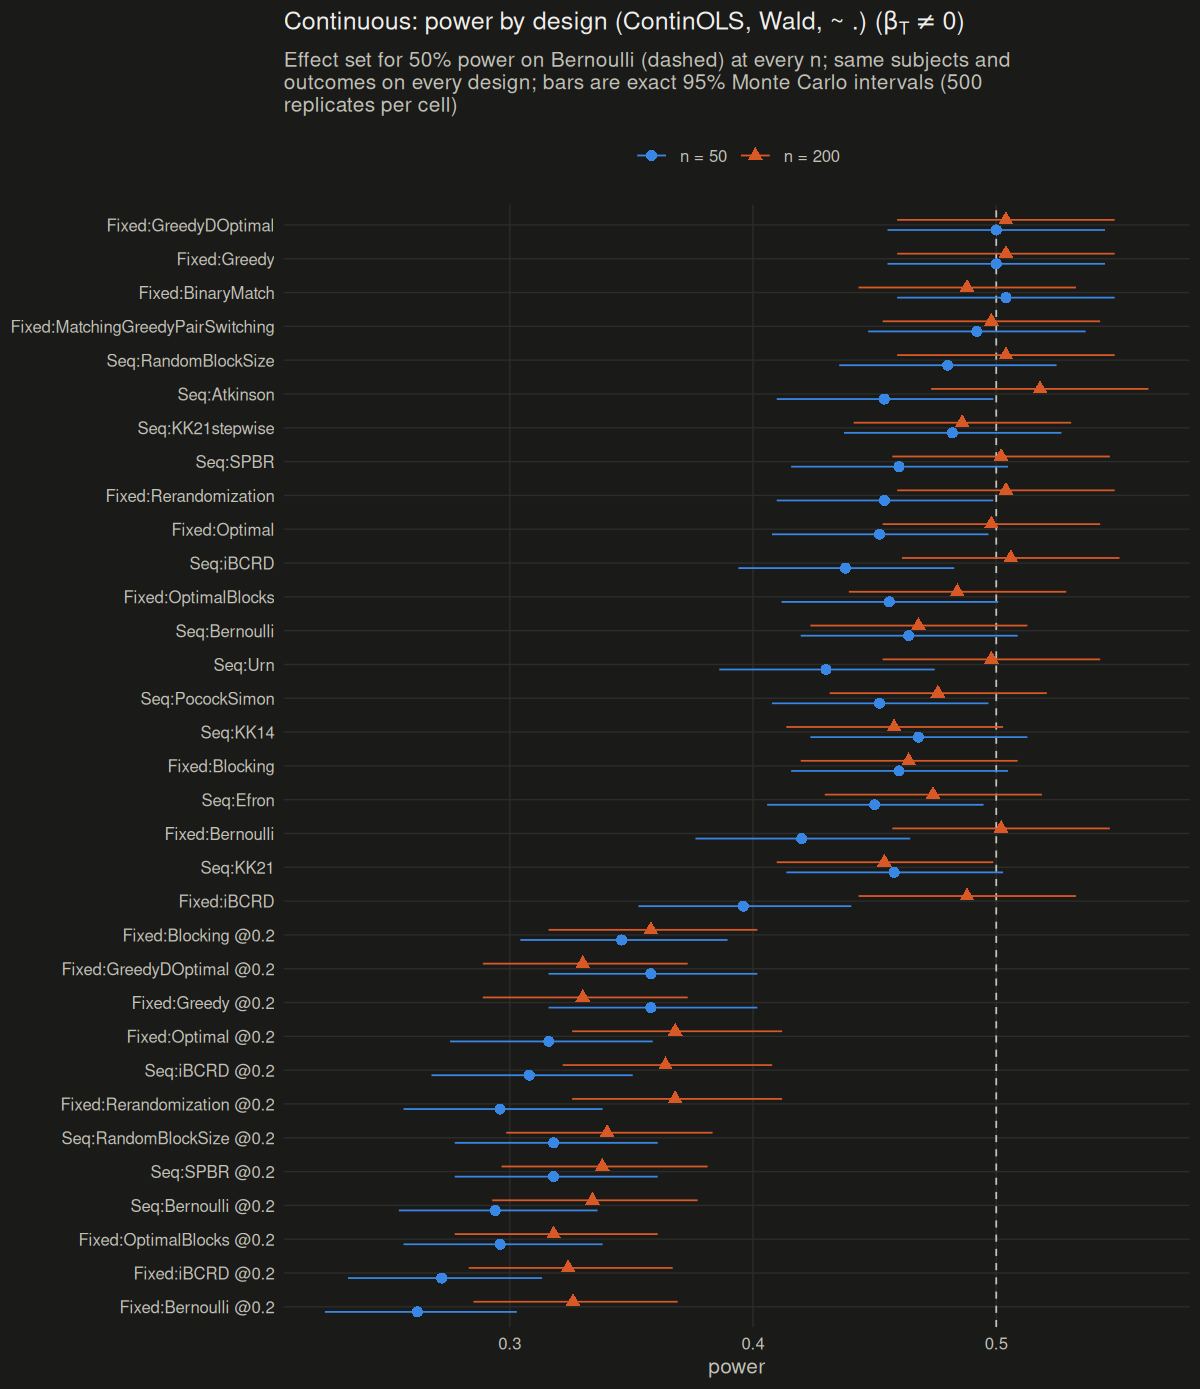 Continuous: power by design (ContinOLS, Wald, ~ .) (βT ≠ 0)
Effect set for 50% power on Bernoulli (dashed) at every n; same subjects and
outcomes on every design; bars are exact 95% Monte Carlo intervals (500
replicates per cell)
n = 50 n = 200
Fixed:GreedyDOptimal
Fixed:Greedy
Fixed:BinaryMatch
Fixed:MatchingGreedyPairSwitching
Seq:RandomBlockSize
Seq:Atkinson
Seq:KK21stepwise
Seq:SPBR
Fixed:Rerandomization
Fixed:Optimal
Seq:iBCRD
Fixed:OptimalBlocks
Seq:Bernoulli
Seq:Urn
Seq:PocockSimon
Seq:KK14
Fixed:Blocking
Seq:Efron
Fixed:Bernoulli
Seq:KK21
Fixed:iBCRD
Fixed:Blocking @0.2
Fixed:GreedyDOptimal @0.2
Fixed:Greedy @0.2
Fixed:Optimal @0.2
Seq:iBCRD @0.2
Fixed:Rerandomization @0.2
Seq:RandomBlockSize @0.2
Seq:SPBR @0.2
Seq:Bernoulli @0.2
Fixed:OptimalBlocks @0.2
Fixed:iBCRD @0.2
Fixed:Bernoulli @0.2
0.3 0.4 0.5
power